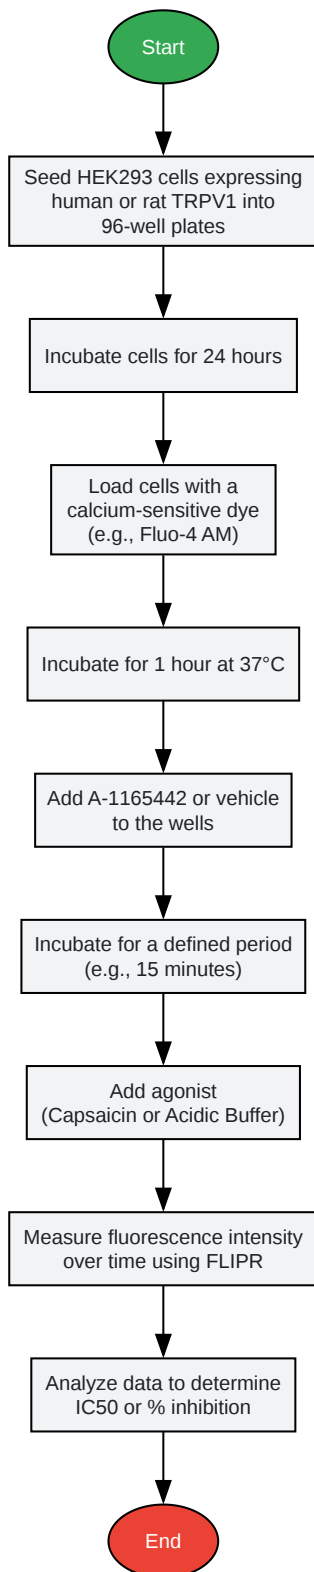 Start
Seed HEK293 cells expressing
human or rat TRPV1 into
96-well plates
Incubate cells for 24 hours
Load cells with a
calcium-sensitive dye
(e.g., Fluo-4 AM)
Incubate for 1 hour at 37°C
Add A-1165442 or vehicle
to the wells
Incubate for a defined period
(e.g., 15 minutes)
Add agonist
(Capsaicin or Acidic Buffer)
Measure fluorescence intensity
over time using FLIPR
Analyze data to determine
IC50 or % inhibition
End